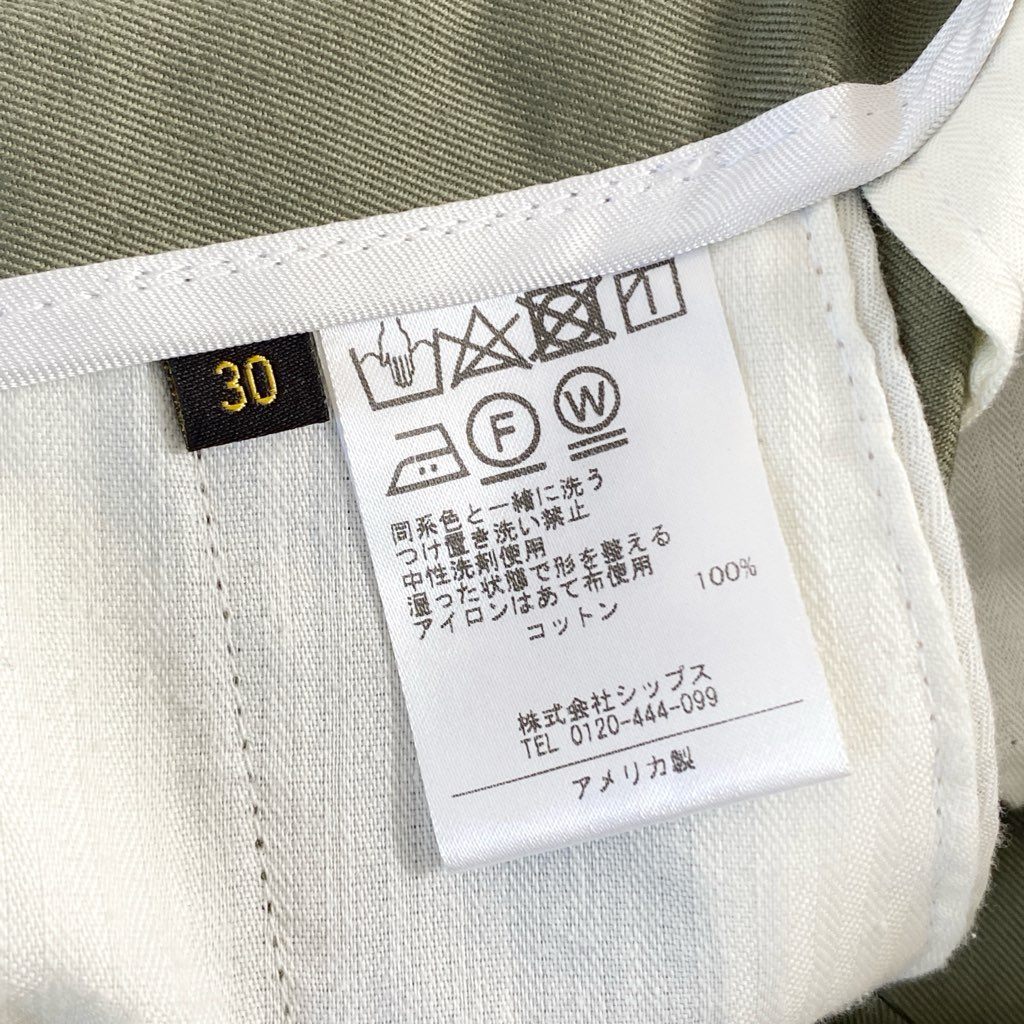 30
F
W
同系色と一緒に洗う
つけ置き洗い禁止
中性洗剤使用
湿った状態で形を整える
アイロンはあて布使用
コットン 100%
株式会社シップス
TEL 0120-444-099
アメリカ製